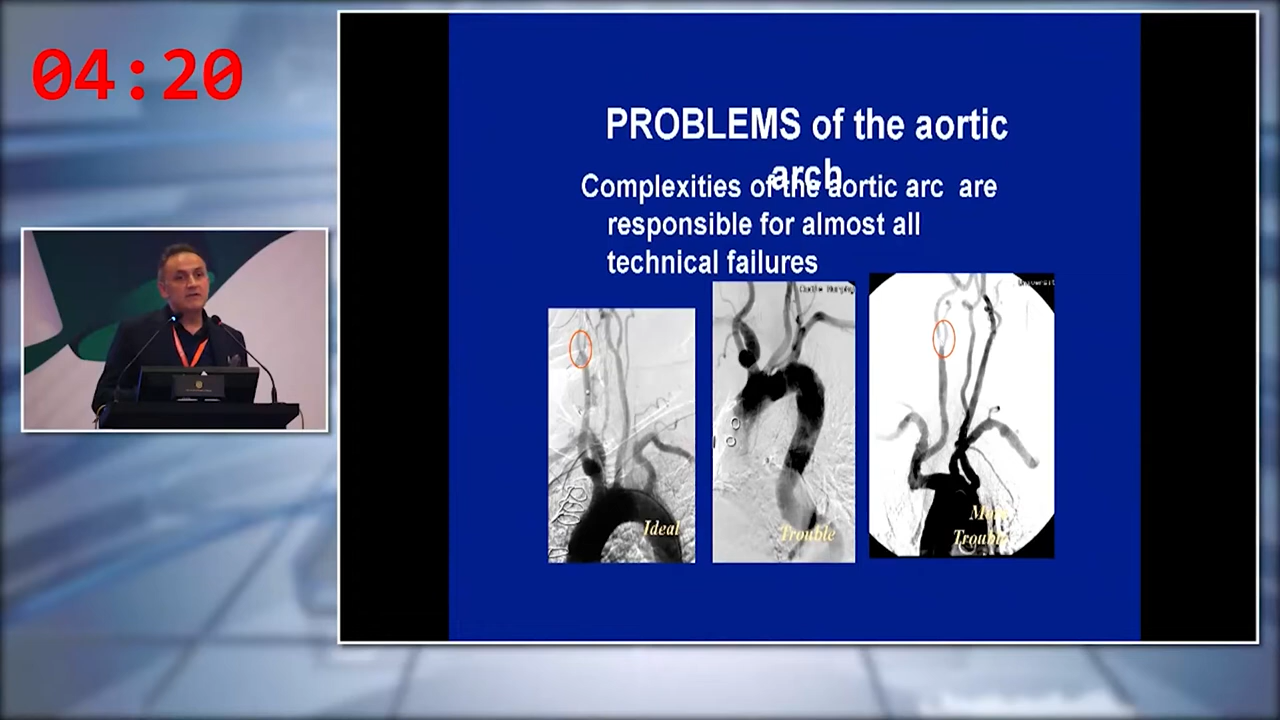 04:20
PROBLEMS of the aortic
arch
Complexities of the aortic arc are
responsible for almost all
technical failures
Ideal
Trouble
More
Trouble